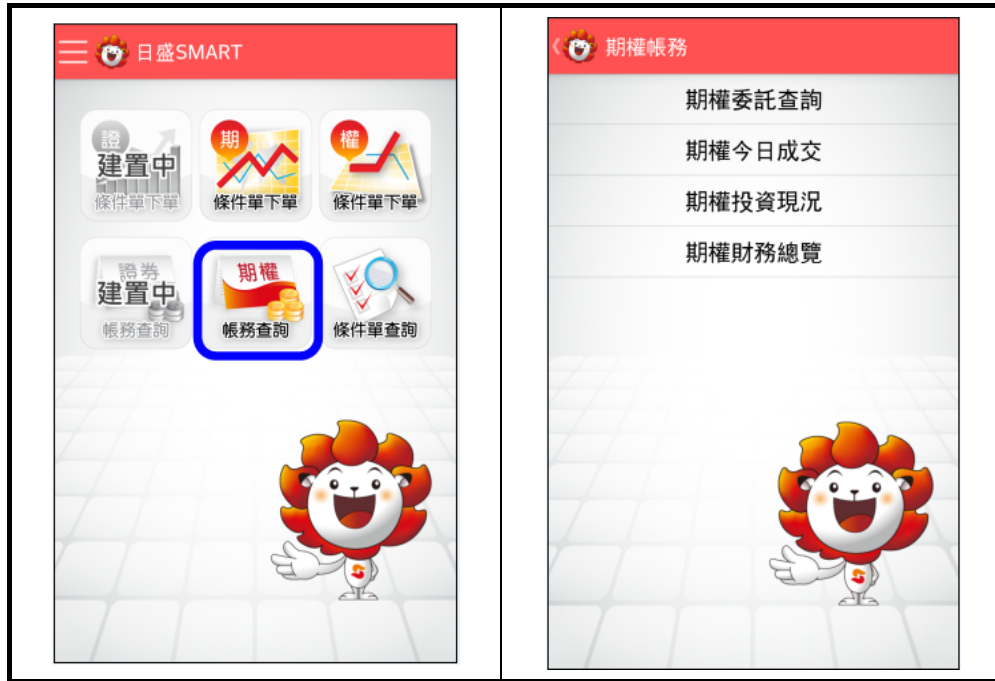 日盛SMART
證
建置中
條件單下單
期
條件單下單
權
條件單下單
證券
建置中
帳務查詢
期權
帳務查詢
條件單查詢
期權帳務
期權委託查詢
期權今日成交
期權投資現況
期權財務總覽